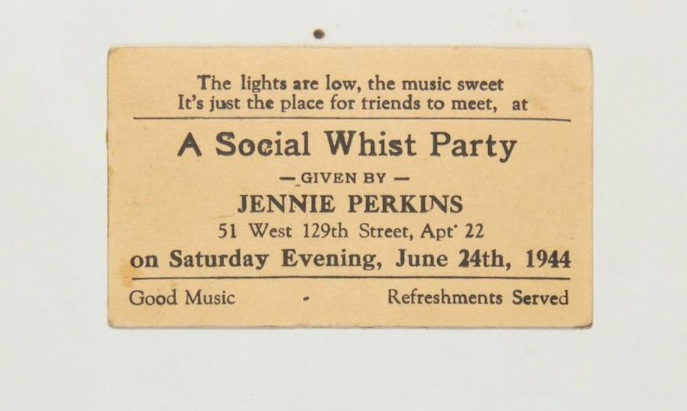 The lights are low, the music sweet
It's just the place for friends to meet, at
A Social Whist Party
— GIVEN BY —
JENNIE PERKINS
51 West 129th Street, Apt. 22
on Saturday Evening, June 24th, 1944
Good Music - Refreshments Served